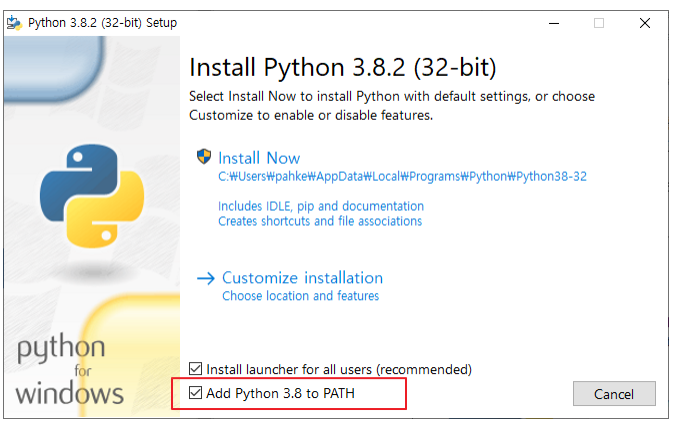 Python 3.8.2 (32-bit) Setup
Install Python 3.8.2 (32-bit)
Select Install Now to install Python with default settings, or choose
Customize to enable or disable features.
Install Now
C:₩Users₩pahke₩AppData₩Local₩Programs₩Python₩Python38-32
Includes IDLE, pip and documentation
Creates shortcuts and file associations
→ Customize installation
Choose location and features
python
for
windows
Install launcher for all users (recommended)
Add Python 3.8 to PATH
Cancel